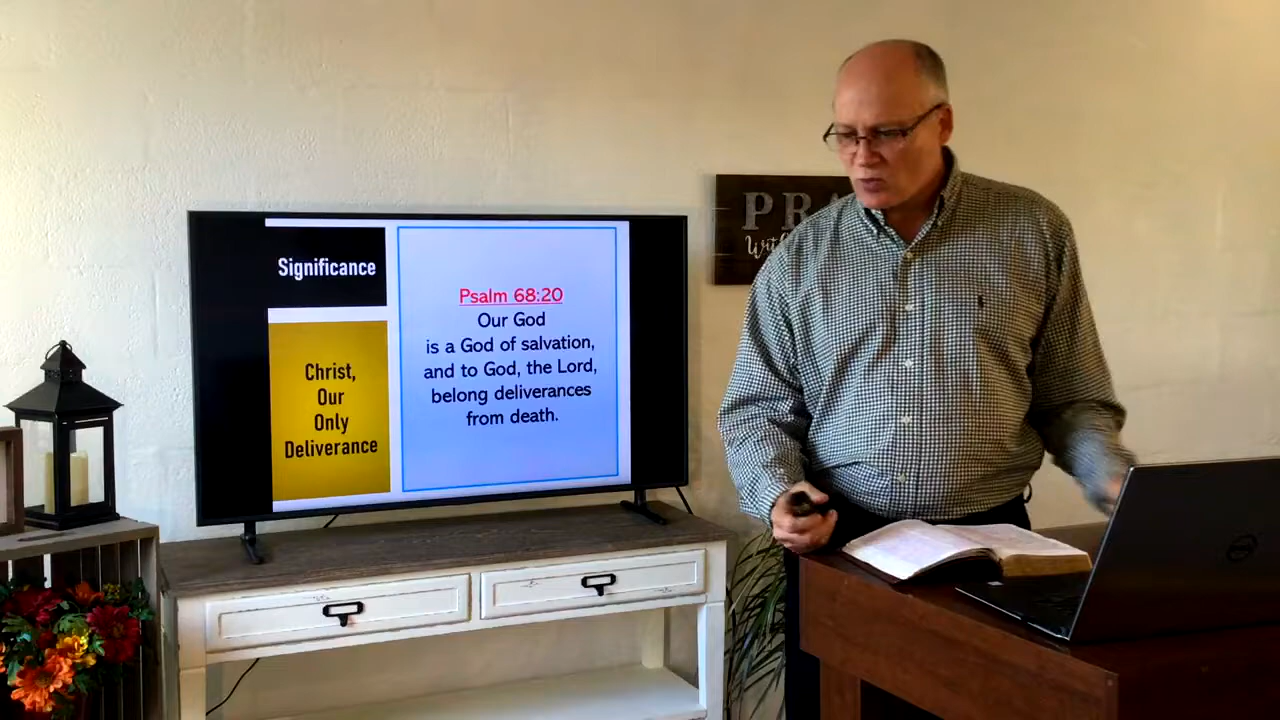 Significance
Christ,
Our
Only
Deliverance
Psalm 68:20
Our God
is a God of salvation,
and to God, the Lord,
belong deliverances
from death.
DELL